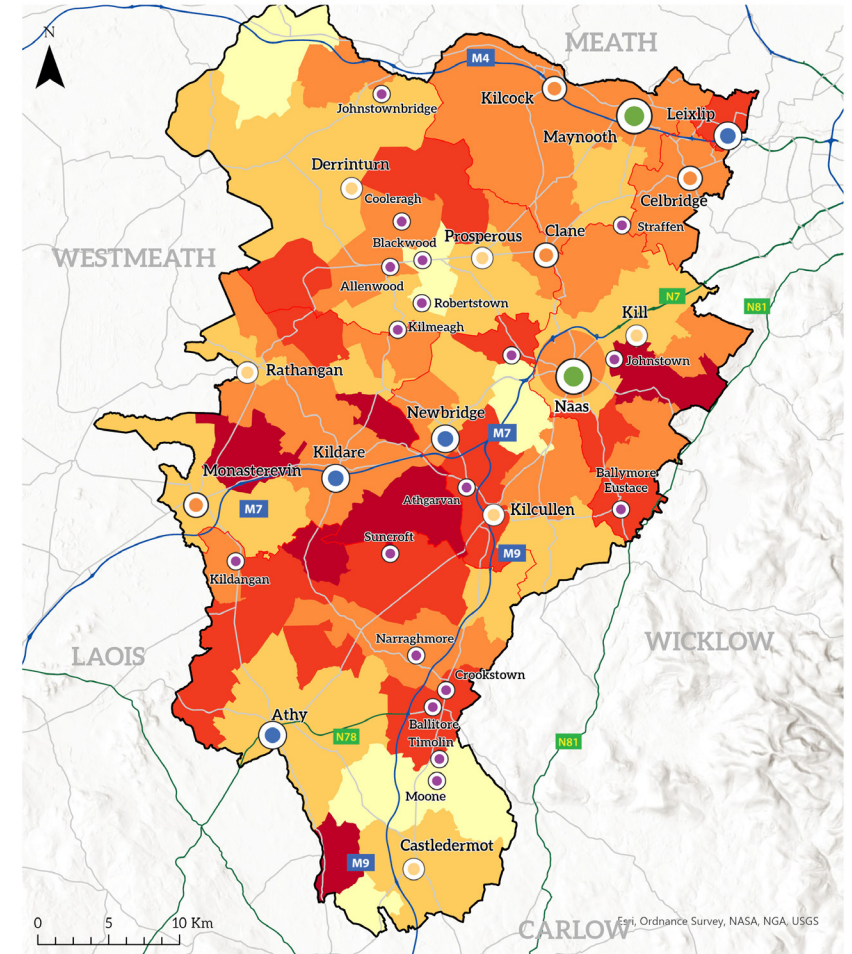 N
MEATH
M4
Kilcock
Johnstownbridge
Leixlip
Maynooth
Derrinturn
Cooleragh
Celbridge
Straffen
Blackwood
Prosperous
Clane
WESTMEATH
Allenwood
N7
Robertstown
N81
Kill
Kilmeagh
Johnstown
Rathangan
Naas
Newbridge
M7
Kildare
Monasterevin
Ballymore
Eustace
Athgarvan
M7
Kilcullen
Suncroft
M9
Kildangan
Narraghmore
WICKLOW
LAOIS
Crookstown
Athy
Ballitore
N78
Timolin
N81
Moone
Castledermot
M9
Esri, Ordnance Survey, NASA, NGA, USGS
CARLOW
0 5 10 Km